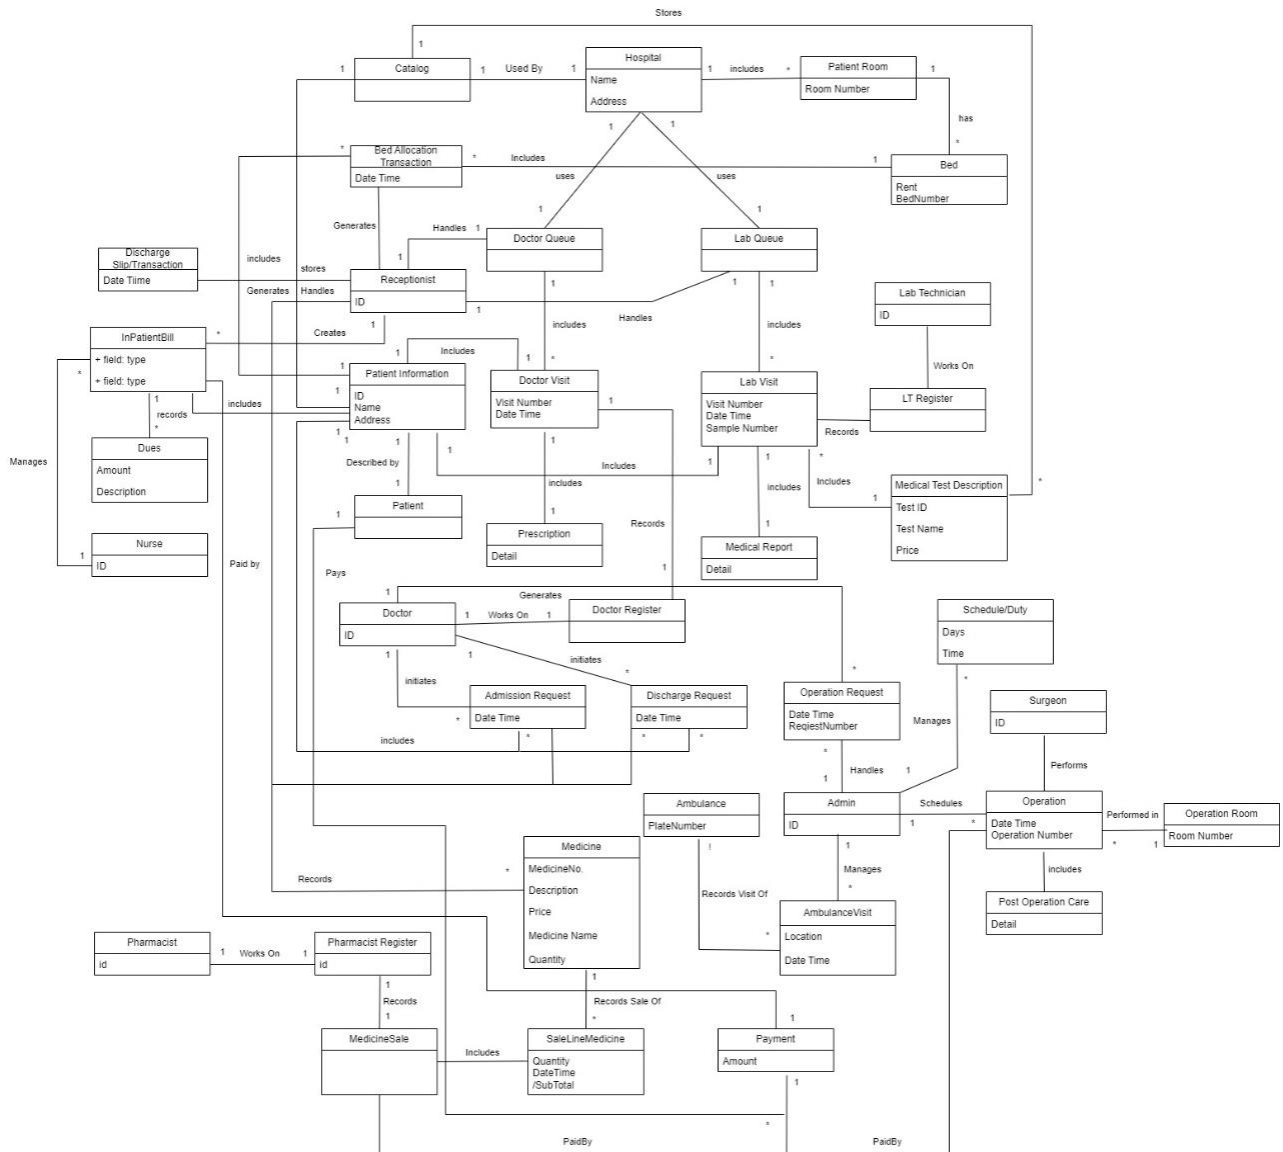 Stores
1
Hospital
Name
Address
1
Catalog
1
Used By
1
1
includes
*
Patient Room
Room Number
1
has
*
1
1
Bed Allocation
Transaction
Date Time
*
*
Includes
1
Bed
Rent
BedNumber
uses
uses
1
1
Generates
Handles
1
Doctor Queue
Lab Queue
Discharge
Slip/Transaction
Date Tiime
includes
stores
1
Generates
Handles
Receptionist
ID
1
1
1
1
Lab Technician
ID
Handles
includes
includes
InPatientBill
+ field: type
+ field: type
*
Creates
1
1
Includes
1
*
*
Works On
*
1
Patient Information
ID
Name
Address
1
Doctor Visit
Visit Number
Date Time
1
Lab Visit
Visit Number
Date Time
Sample Number
LT Register
1
records
*
includes
Records
Dues
Amount
Description
1
1
1
1
Manages
Described by
1
Includes
1
includes
includes
*
Includes
1
Medical Test Description
Test ID
Test Name
Price
*
Patient
1
1
Prescription
Detail
Records
1
Medical Report
Detail
Nurse
ID
1
Paid by
Pays
1
Generates
1
Doctor
ID
1
Works On
1
Doctor Register
Schedule/Duty
Days
Time
1
1
initiates
initiates
*
*
*
Admission Request
Date Time
*
Discharge Request
Date Time
Operation Request
Date Time
ReqiestNumber
Manages
Surgeon
ID
includes
*
*
*
*
1
Handles
1
Performs
Ambulance
PlateNumber
Admin
ID
Schedules
1
*
Operation
Date Time
Operation Number
Performed in
*
1
Operation Room
Room Number
!
1
Manages
*
includes
Medicine
MedicineNo.
Description
Price
Medicine Name
Quantity
Records
*
Records Visit Of
*
AmbulanceVisit
Location
Date Time
Post Operation Care
Detail
Pharmacist
id
1
Works On
1
Pharmacist Register
id
1
Records
1
1
Records Sale Of
*
1
MedicineSale
Includes
SaleLineMedicine
Quantity
DateTime
/SubTotal
Payment
Amount
1
*
PaidBy
PaidBy